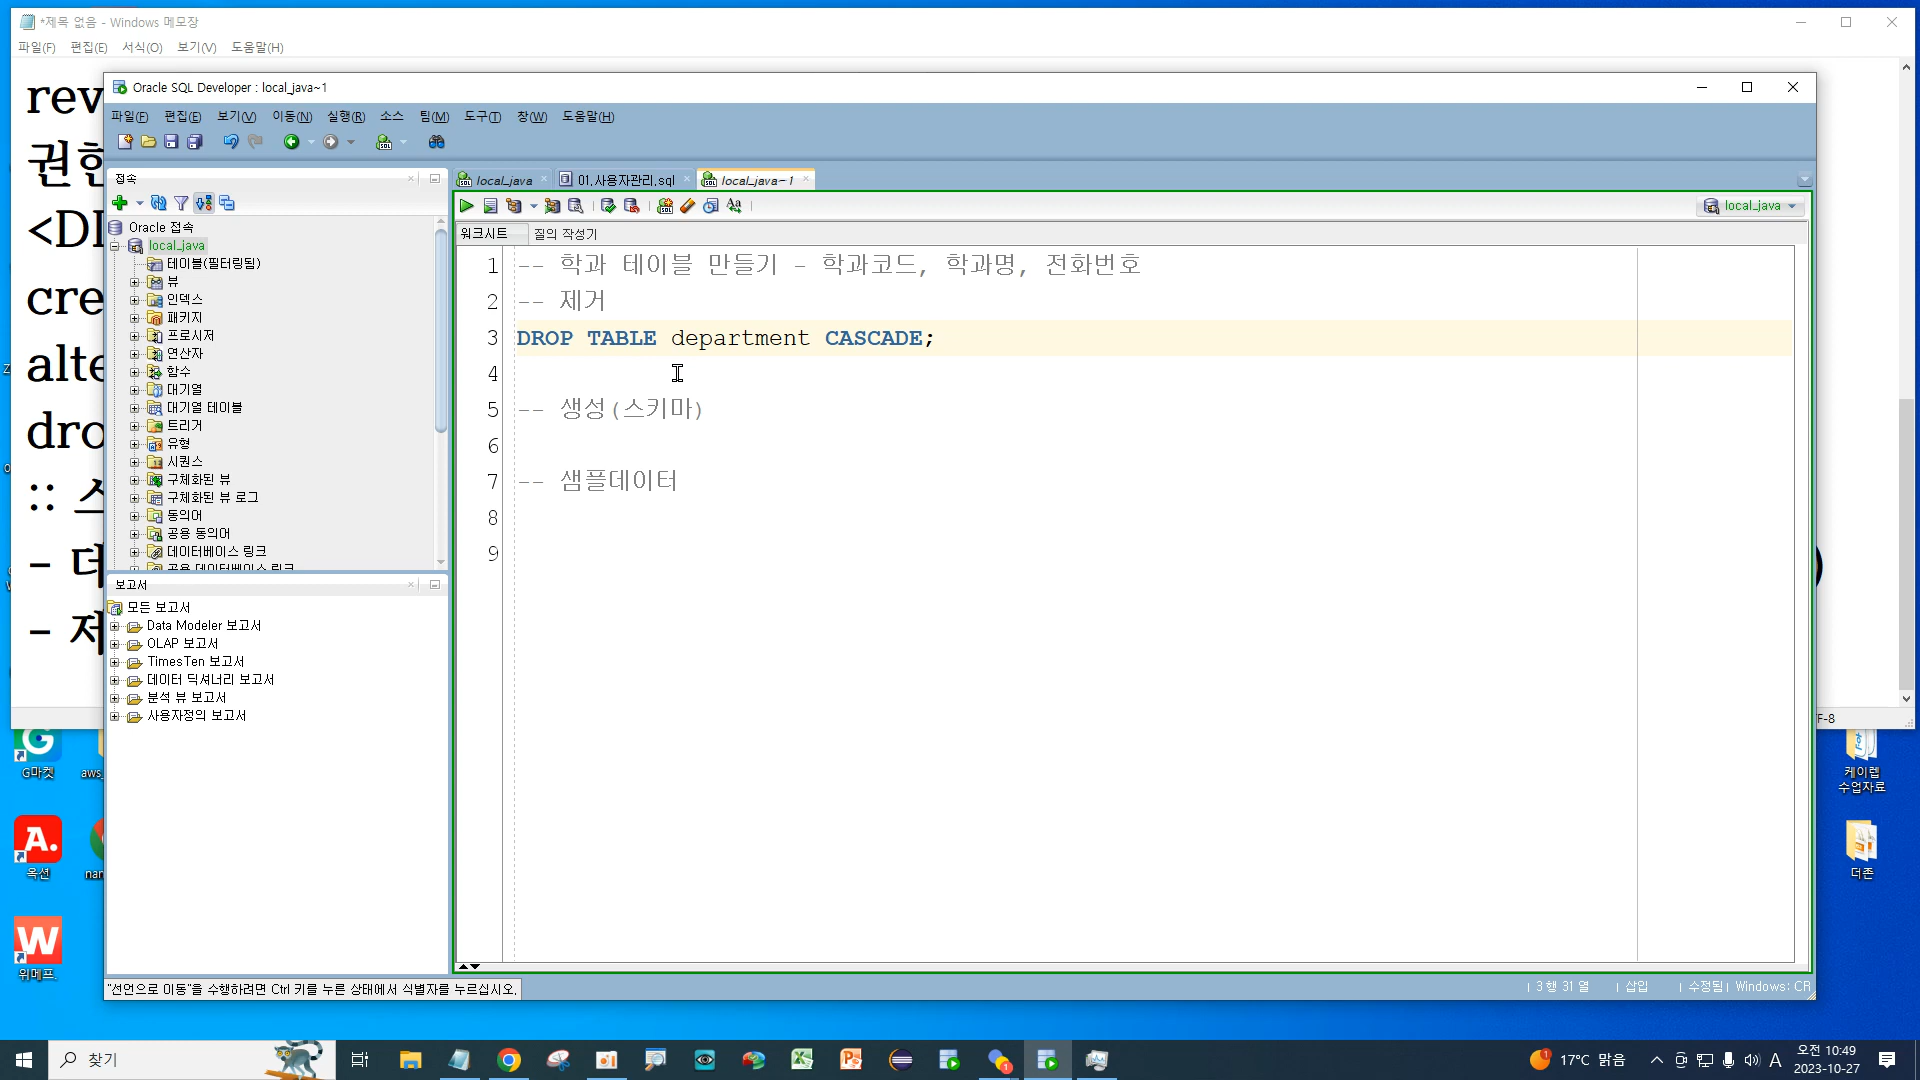 *제목 없음 - Windows 메모장
파일(F) 편집(E) 서식(O) 보기(V) 도움말(H)
rev
<DI
cre
alte
dro
:: 스
- 데
- 제
F-8
Oracle SQL Developer : local_java~1
파일(F) 편집(E) 보기(V) 이동(N) 실행(R) 소스 팀(M) 도구(T) 창(W) 도움말(H)
접속
Oracle 접속
local_java
테이블(필터링됨)
뷰
인덱스
패키지
프로시저
연산자
함수
대기열
대기열 테이블
트리거
유형
시퀀스
구체화된 뷰
구체화된 뷰 로그
동의어
공용 동의어
데이터베이스 링크
공용 데이터베이스 링크
보고서
모든 보고서
Data Modeler 보고서
OLAP 보고서
TimesTen 보고서
데이터 딕셔너리 보고서
분석 뷰 보고서
사용자정의 보고서
local_java 01.사용자관리.sql local_java~1
local_java
워크시트 질의 작성기
1 -- 학과 테이블 만들기 - 학과코드, 학과명, 전화번호
2 -- 제거
3 DROP TABLE department CASCADE;
4
5 -- 생성(스키마)
6
7 -- 샘플데이터
8
9
"선언으로 이동"을 수행하려면 Ctrl 키를 누른 상태에서 식별자를 누르십시오.
3 행 31 열 | 삽입 | 수정됨 | Windows: CR
G마켓
aws_
옥션
nan
위메프.
케이렙
수업자료
더존
찾기
17°C 맑음
A
오전 10:49
2023-10-27